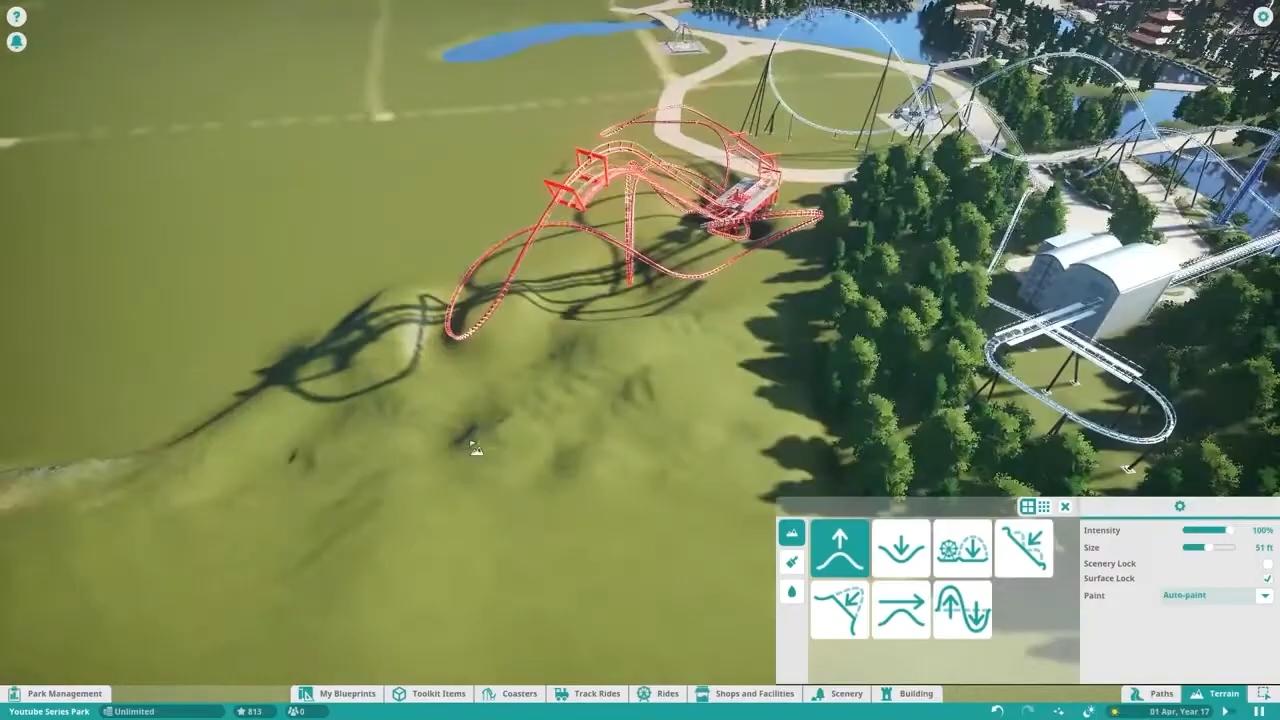 ?
Intensity 100%
Size 51 ft
Scenery Lock
Surface Lock
Paint Auto-paint
Park Management My Blueprints Toolkit Items Coasters Track Rides Rides Shops and Facilities Scenery Building Paths Terrain
Youtube Series Park Unlimited 813 0 01 Apr, Year 17